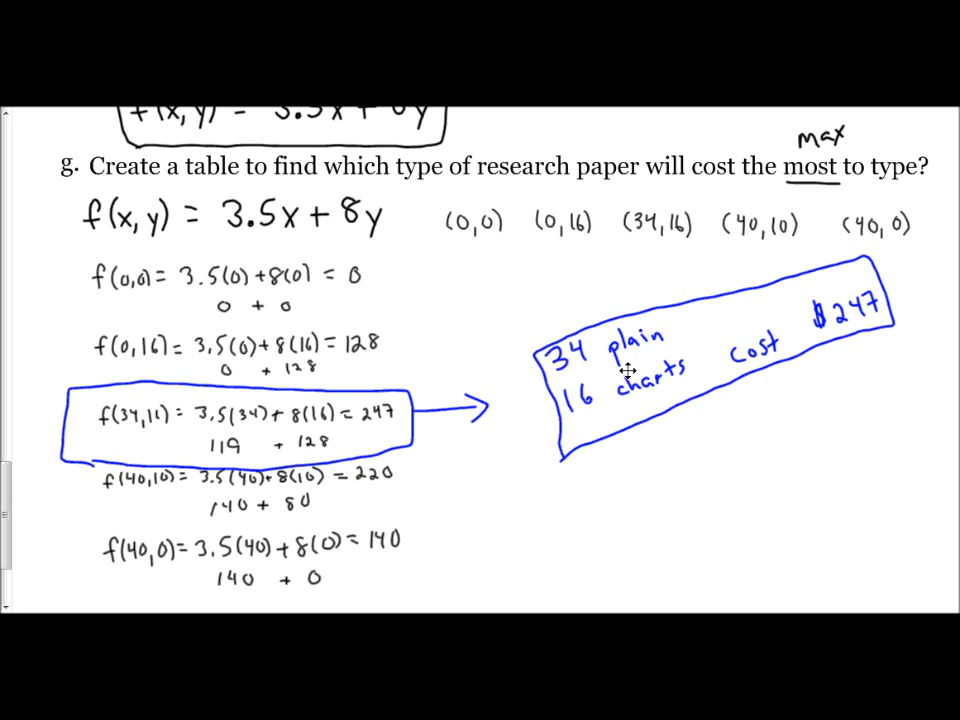 f(x,y) = 3.5x + 8y
max
g. Create a table to find which type of research paper will cost the most to type?
f(x,y) = 3.5x + 8y
(0,0) (0,16) (34,16) (40,10) (40,0)
f(0,0) = 3.5(0) + 8(0) = 0
0 + 0
f(0,16) = 3.5(0) + 8(16) = 128
0 + 128
f(34,16) = 3.5(34) + 8(16) = 247
119 + 128
f(40,10) = 3.5(40) + 8(10) = 220
140 + 80
f(40,0) = 3.5(40) + 8(0) = 140
140 + 0
34 plain
16 charts cost $247